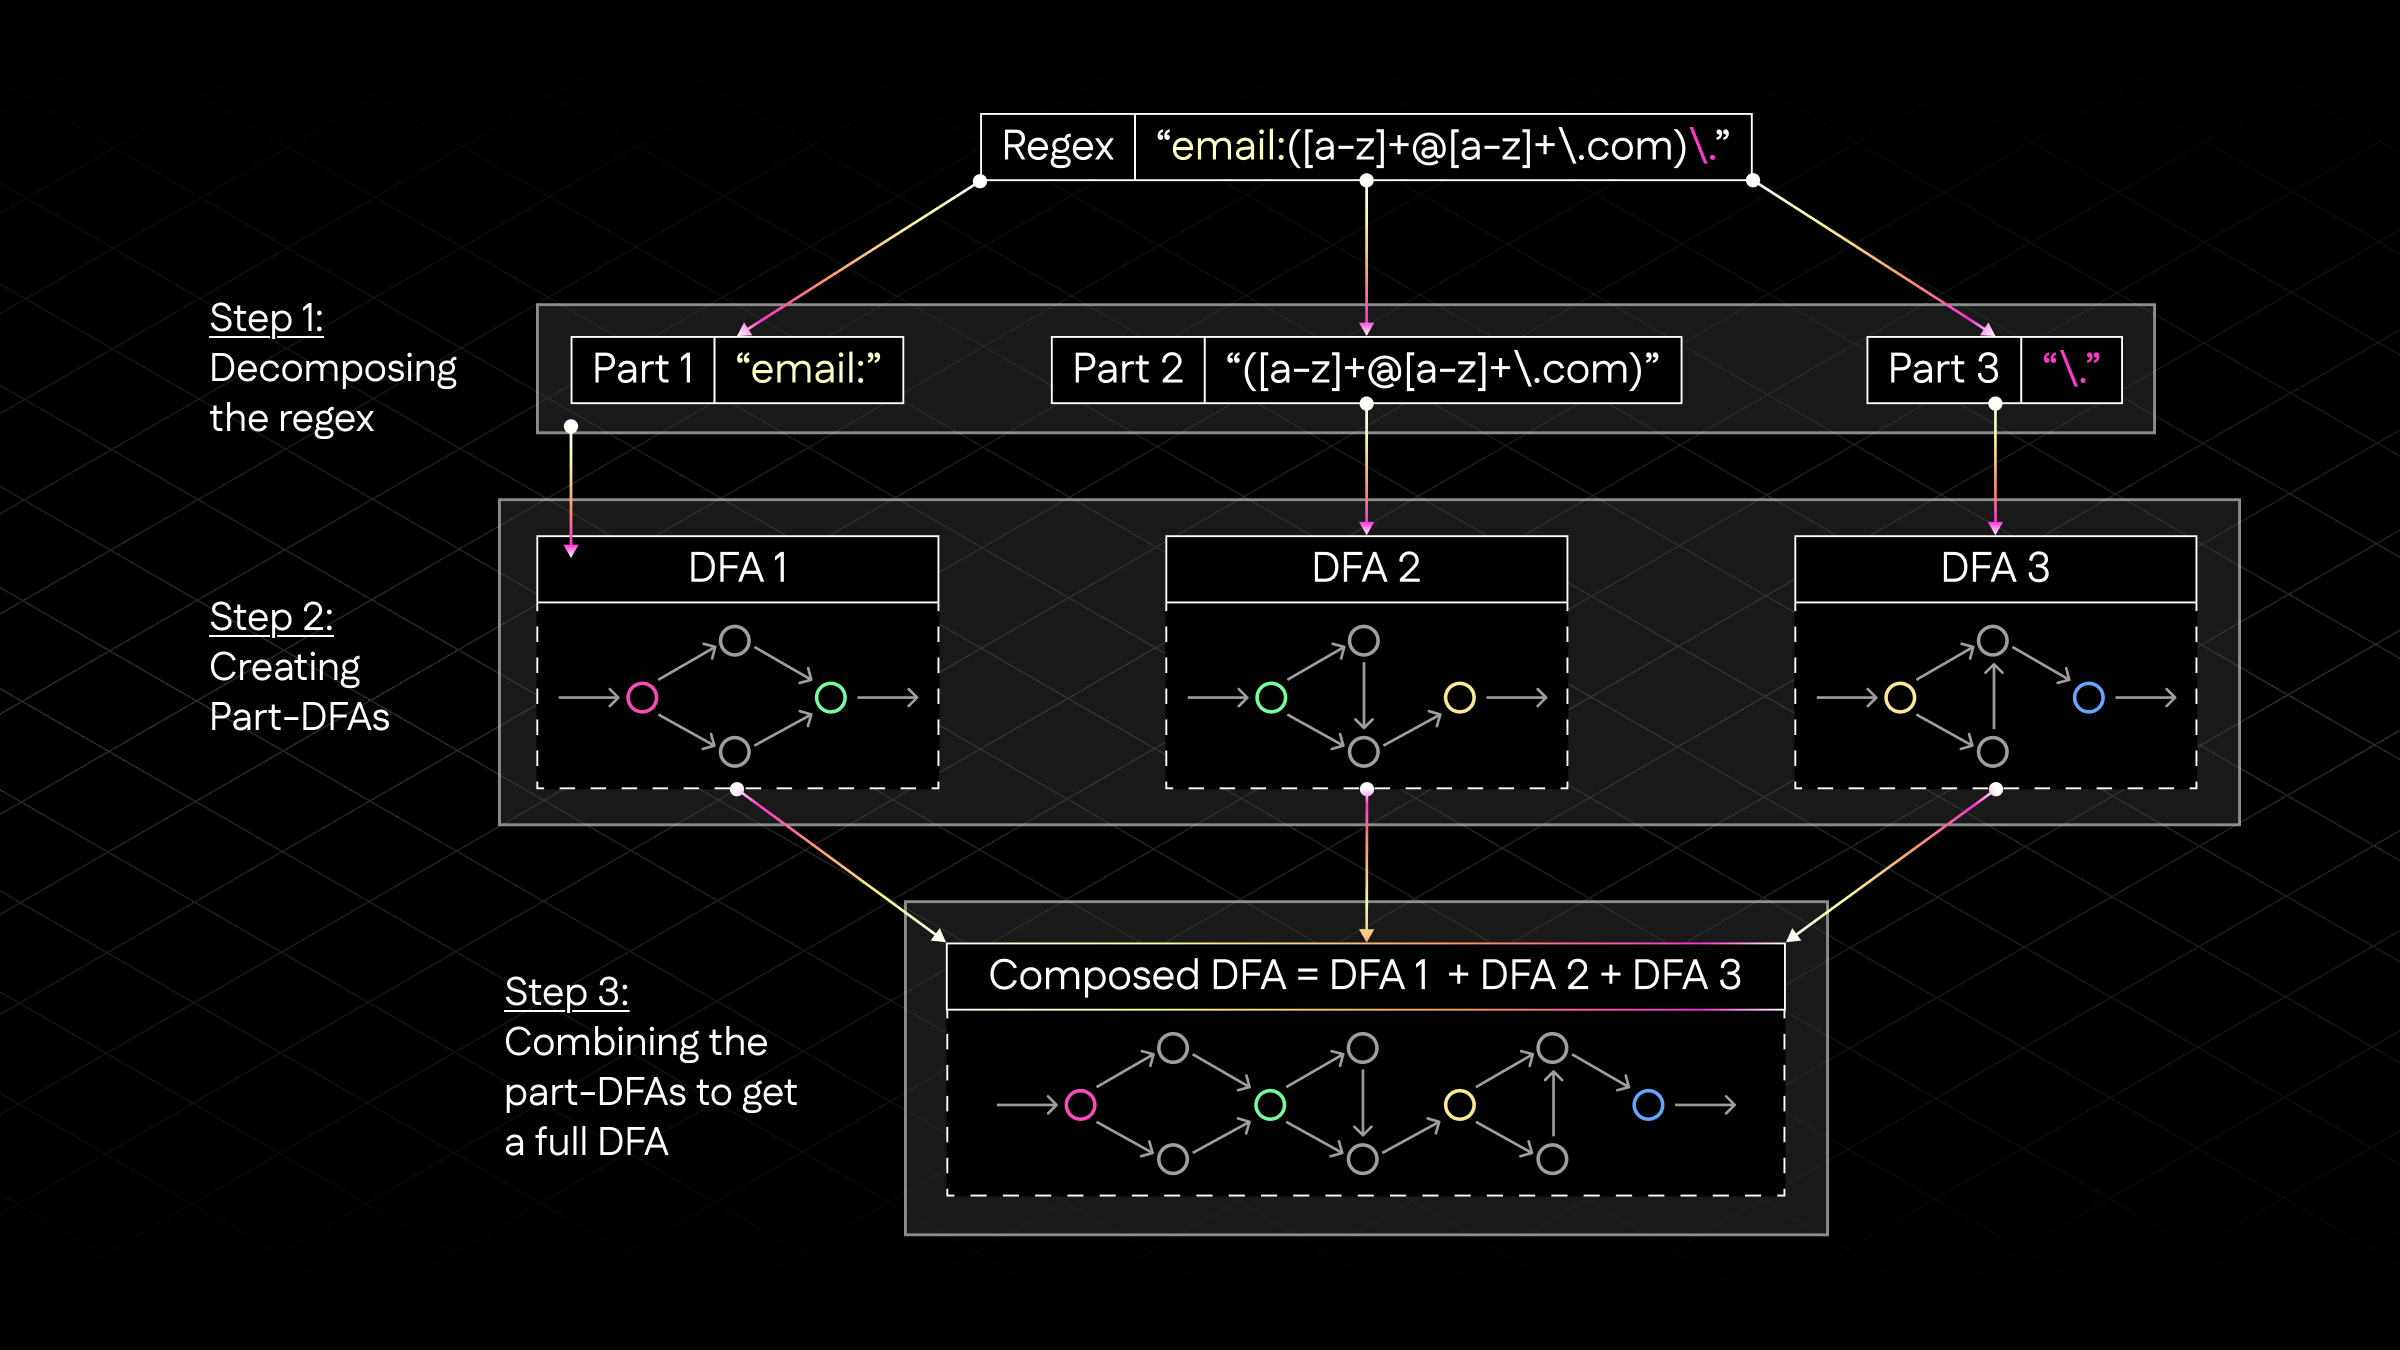 Regex “email:([a-z]+@[a-z]+\.com)\.”
Step 1:
Decomposing
the regex
Part 1 “email:”
Part 2 “([a-z]+@[a-z]+\.com)”
Part 3 “\.”
Step 2:
Creating
Part-DFAs
DFA 1
DFA 2
DFA 3
Step 3:
Combining the
part-DFAs to get
a full DFA
Composed DFA = DFA 1 + DFA 2 + DFA 3